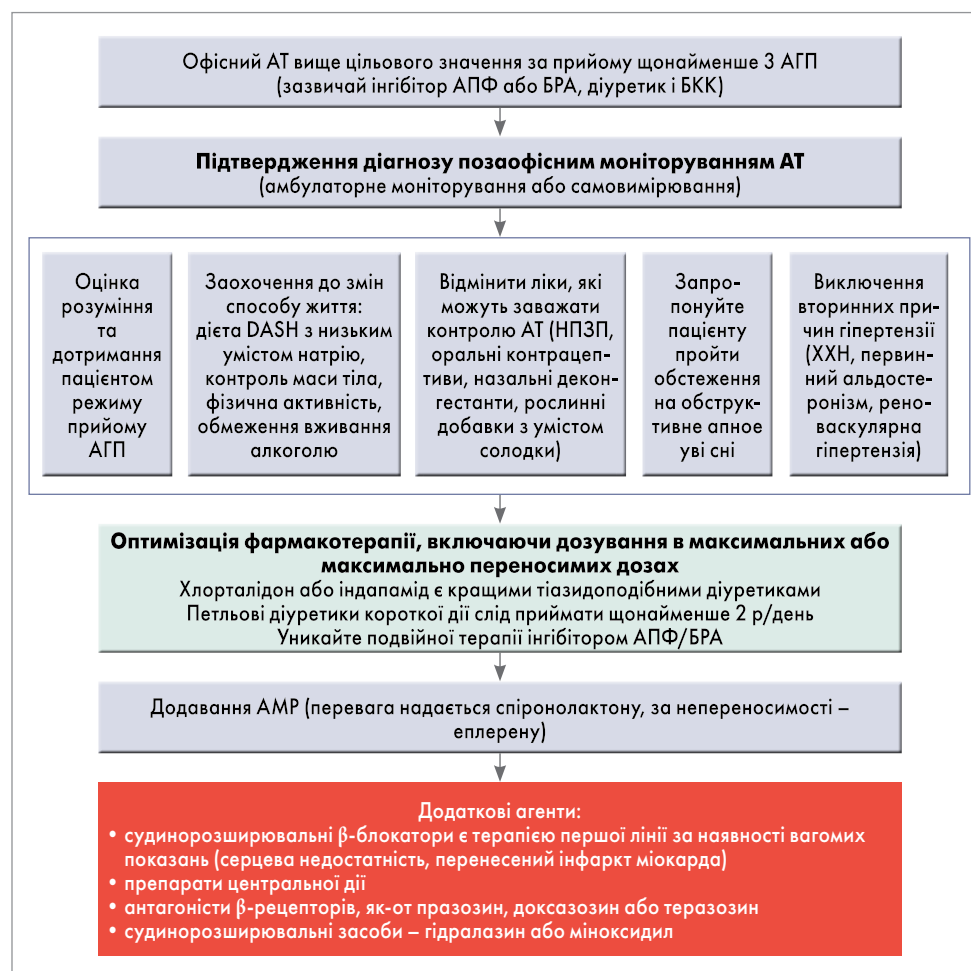 Офісний АТ вище цільового значення за прийому щонайменше 3 АГП
(зазвичай інгібітор АПФ або БРА, діуретик і БКК)
Підтвердження діагнозу позаофісним моніторуванням АТ
(амбулаторне моніторування або самовимірювання)
Оцінка
розуміння
та
дотримання
пацієнтом
режиму
прийому
АГП
Заохочення до змін
способу життя:
дієта DASH з низьким
умістом натрію,
контроль маси тіла,
фізична активність,
обмеження вживання
алкоголю
Відмінити ліки, які
можуть заважати
контролю АТ (НПЗП,
оральні контрацеп-
тиви, назальні декон-
гестанти, рослинні
добавки з умістом
солодки)
Запро-
понуйте
пацієнту
пройти
обстеження
на обструк-
тивне апное
уві сні
Виключення
вторинних при-
чин гіпертензії
(ХХН, первин-
ний альдосте-
ронізм, рено-
васкулярна
гіпертензія)
Оптимізація фармакотерапії, включаючи дозування в максимальних або
максимально переносимих дозах
Хлорталідон або індапамід є кращими тіазидоподібними діуретиками
Петльові діуретики короткої дії слід приймати щонайменше 2 р/день
Уникайте подвійної терапії інгібітором АПФ/БРА
Додавання АМР (перевага надається спіронолактону, за непереносимості –
еплерену)
Додаткові агенти:
• судинорозширювальні β-блокатори є терапією першої лінії за наявності вагомих
показань (серцева недостатність, перенесений інфаркт міокарда)
• препарати центральної дії
• антагоністи β-рецепторів, як-от празозин, доксазозин або теразозин
• судинорозширювальні засоби – гідралазин або міноксидил